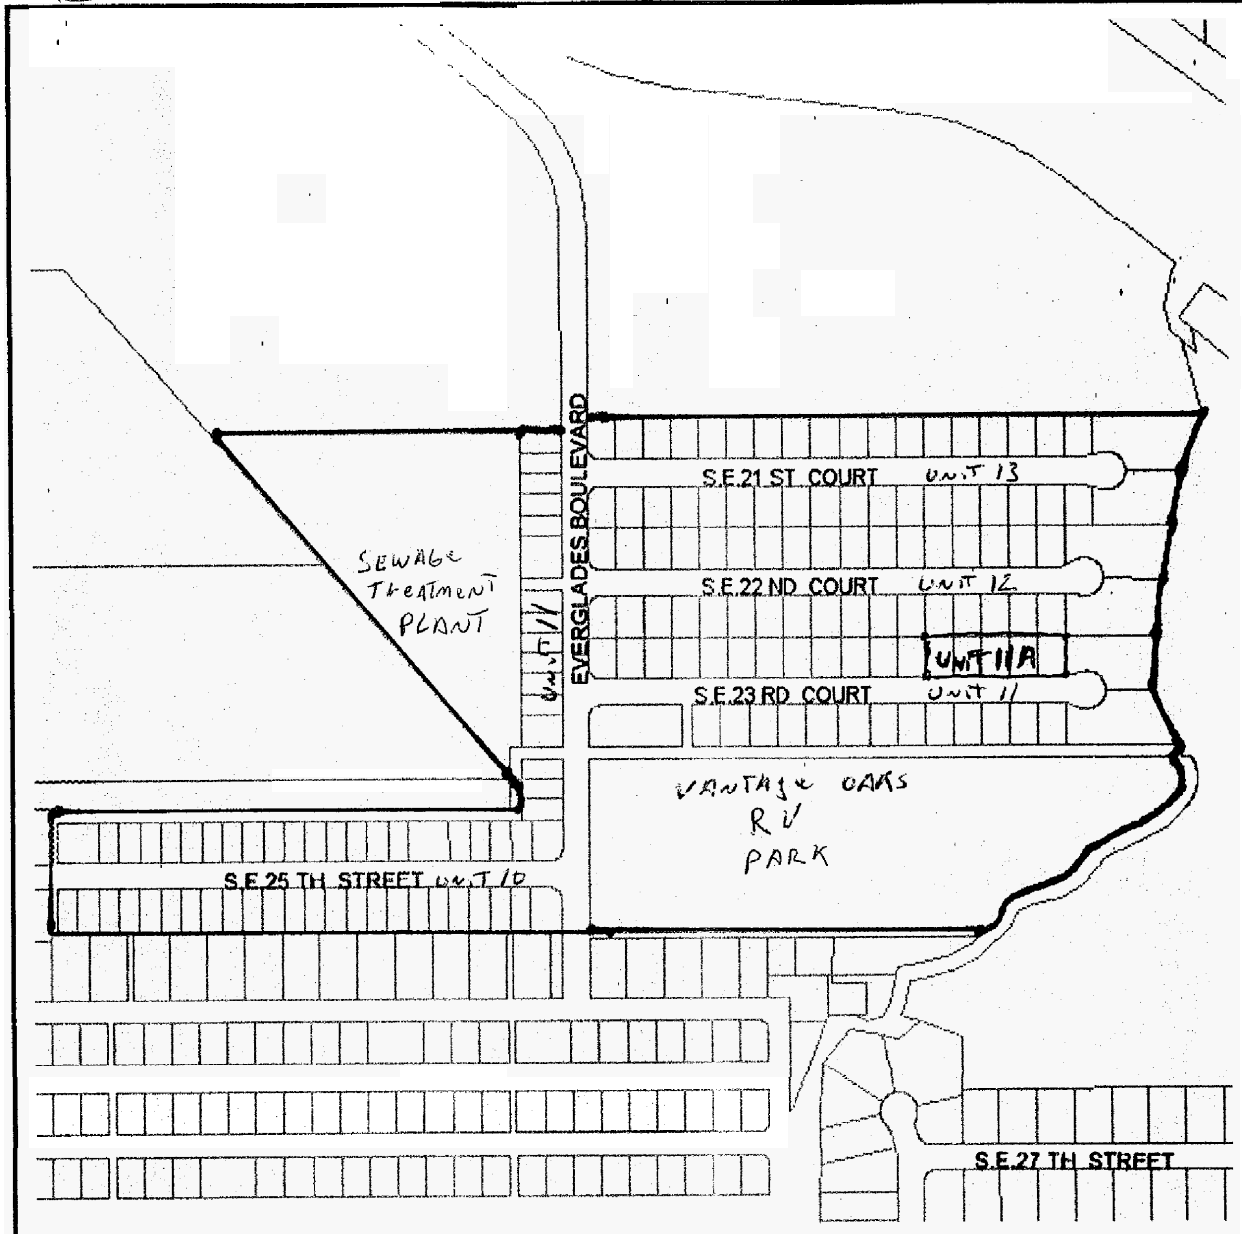 EVERGLADES BOULEVARD
S.E.21 ST COURT UNIT 13
SEWAGE
TREATMENT
PLANT
S.E.22 ND COURT UNIT 12
UNIT 11
UNIT 11A
S.E.23 RD COURT UNIT 11
VANTAGE OAKS
RV
PARK
S.E.25 TH STREET UNIT 10
S.E.27 TH STREET